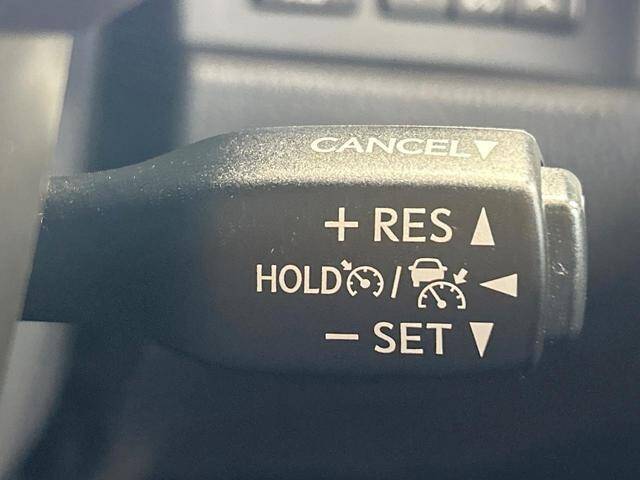 CANCEL▼
+ RES ▲
HOLD / ◀
− SET ▼